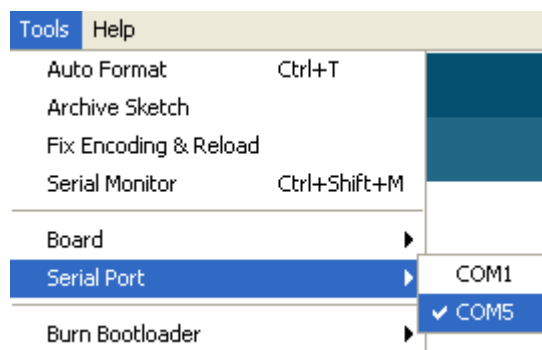 Tools Help
Auto Format Ctrl+T
Archive Sketch
Fix Encoding & Reload
Serial Monitor Ctrl+Shift+M
Board
Serial Port COM1
COM5
Burn Bootloader